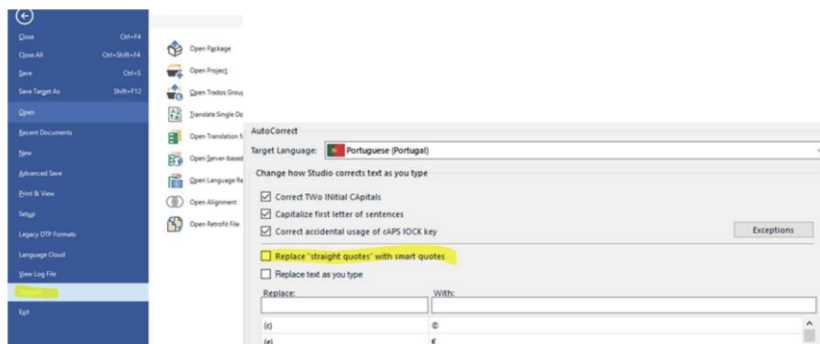 Close Ctrl+F4
Close All Ctrl+Shift+F4
Save Ctrl+S
Save Target As Shift+F12
Open
Recent Documents
New
Advanced Save
Print & View
Setup
Legacy DTP Formats
Language Cloud
View Log File
Exit
Open Package
Open Project
Open Trados Group
Translate Single Do
Open Translation M
Open Server-based
Open Language Re
Open Alignment
Open Retrofit File
AutoCorrect
Target Language: Portuguese (Portugal)
Change how Studio corrects text as you type
Correct TWo INitial CApitals
Capitalize first letter of sentences
Correct accidental usage of cAPS lOCK key
Exceptions
Replace "straight quotes" with smart quotes
Replace text as you type
Replace: With:
(c) ©
(e) €